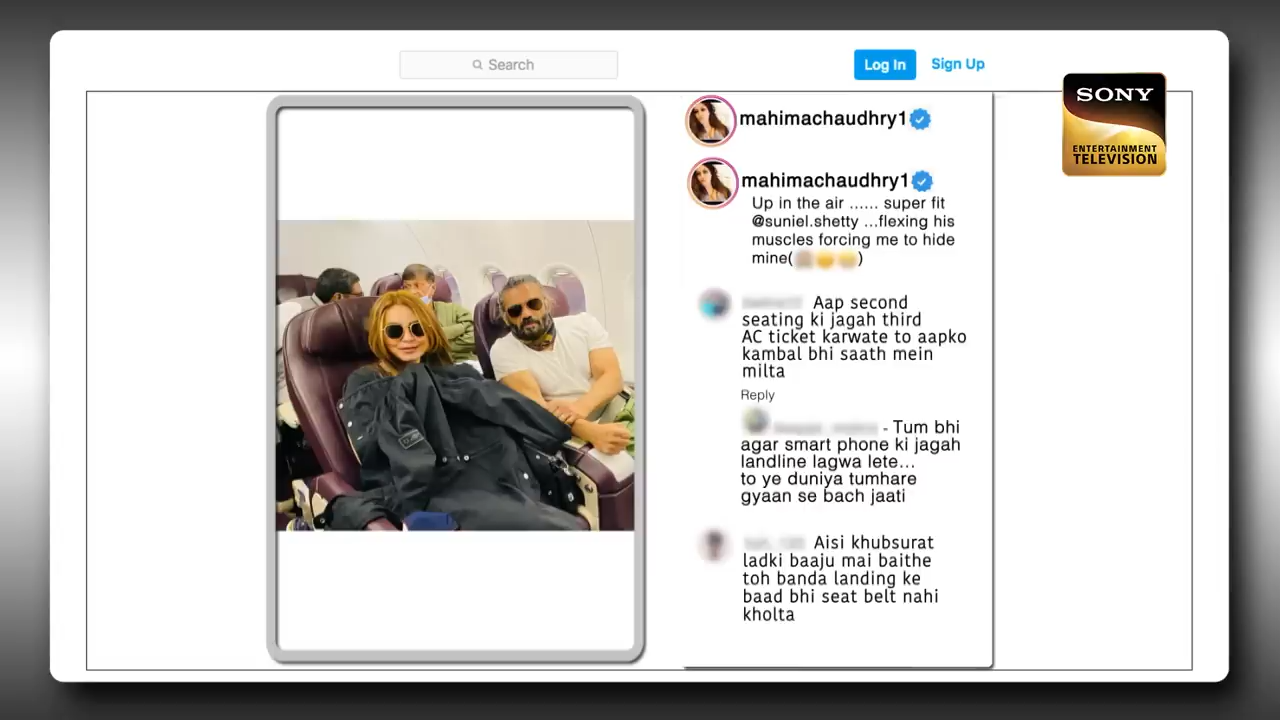 Search
Log In
Sign Up
SONY
ENTERTAINMENT
TELEVISION
mahimachaudhry1
mahimachaudhry1
Up in the air ...... super fit
@suniel.shetty ...flexing his
muscles forcing me to hide
mine( )
Aap second
seating ki jagah third
AC ticket karwate to aapko
kambal bhi saath mein
milta
Reply
- Tum bhi
agar smart phone ki jagah
landline lagwa lete...
to ye duniya tumhare
gyaan se bach jaati
Aisi khubsurat
ladki baaju mai baithe
toh banda landing ke
baad bhi seat belt nahi
kholta